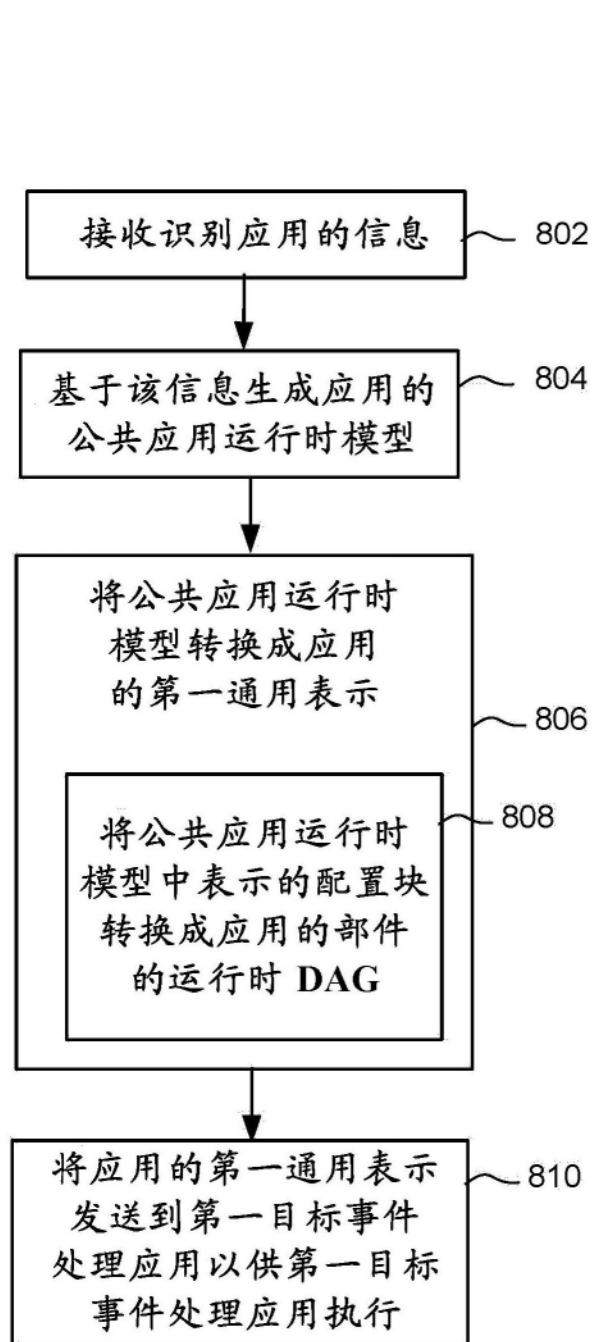 接收识别应用的信息
802
基于该信息生成应用的
公共应用运行时模型
804
将公共应用运行时
模型转换成应用
的第一通用表示
806
将公共应用运行时
模型中表示的配置块
转换成应用的部件
的运行时 DAG
808
将应用的第一通用表示
发送到第一目标事件
处理应用以供第一目标
事件处理应用执行
810